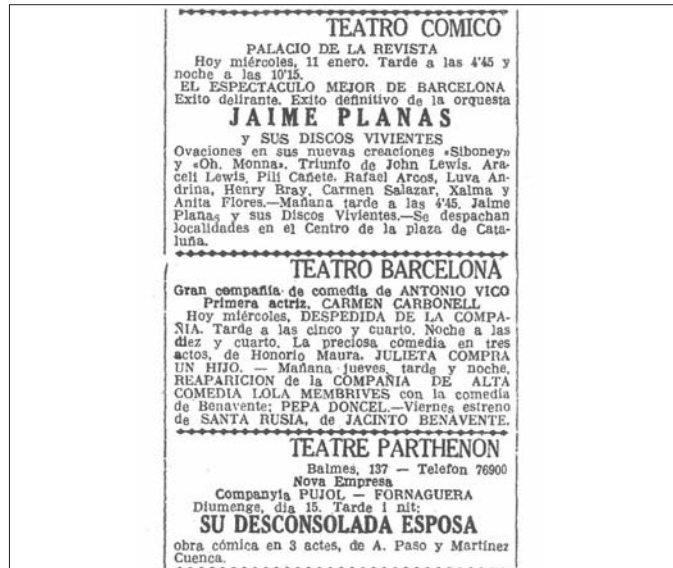 TEATRO COMICO
PALACIO DE LA REVISTA
Hoy miércoles, 11 enero. Tarde a las 4'45 y
noche a las 10'15.
EL ESPECTACULO MEJOR DE BARCELONA
Exito delirante. Exito definitivo de la orquesta
JAIME PLANAS
y SUS DISCOS VIVIENTES
Ovaciones en sus nuevas creaciones «Siboney»
y «Oh, Monna». Triunfo de John Lewis. Ara-
celi Lewis, Pili Cañete, Rafael Arcos, Luva An-
drina, Henry Bray, Carmen Salazar, Xalma y
Anita Flores.—Mañana tarde a las 4'45. Jaime
Planas y sus Discos Vivientes.—Se despachan
localidades en el Centro de la plaza de Cata-
luña.
TEATRO BARCELONA
Gran compañia de comedia de ANTONIO VICO
Primera actriz, CARMEN CARBONELL
Hoy miércoles, DESPEDIDA DE LA COMPA-
ÑIA. Tarde a las cinco y cuarto. Noche a las
diez y cuarto. La preciosa comedia en tres
actos, de Honorio Maura. JULIETA COMPRA
UN HIJO. — Mañana jueves, tarde y noche,
REAPARICION de la COMPAÑIA DE ALTA
COMEDIA LOLA MEMBRIVES con la comedia
de Benavente: PEPA DONCEL.—Viernes estreno
de SANTA RUSIA, de JACINTO BENAVENTE.
TEATRE PARTHENON
Balmes, 137 — Telefon 76900
Nova Empresa
Companyia PUJOL — FORNAGUERA
Diumenge, dia 15. Tarde i nit:
SU DESCONSOLADA ESPOSA
obra cómica en 3 actes, de A. Paso y Martínez
Cuenca.